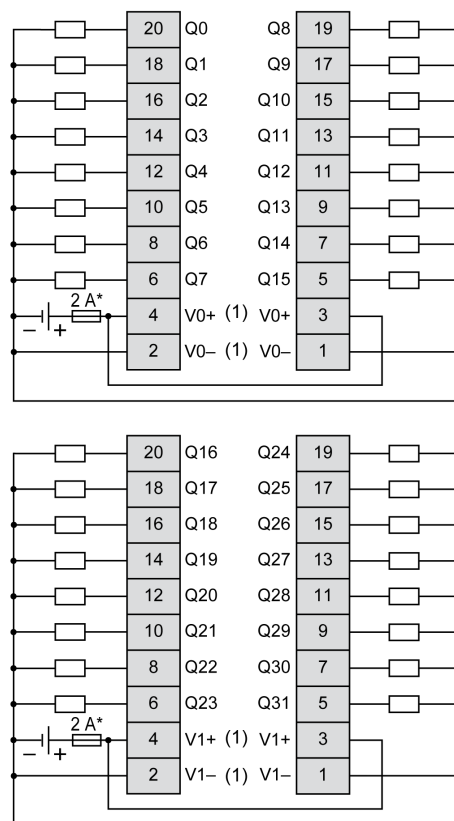 20 Q0 Q8 19
18 Q1 Q9 17
16 Q2 Q10 15
14 Q3 Q11 13
12 Q4 Q12 11
10 Q5 Q13 9
8 Q6 Q14 7
6 Q7 Q15 5
2 A*
− + 4 V0+ (1) V0+ 3
2 V0− (1) V0− 1
20 Q16 Q24 19
18 Q17 Q25 17
16 Q18 Q26 15
14 Q19 Q27 13
12 Q20 Q28 11
10 Q21 Q29 9
8 Q22 Q30 7
6 Q23 Q31 5
2 A*
− + 4 V1+ (1) V1+ 3
2 V1− (1) V1− 1